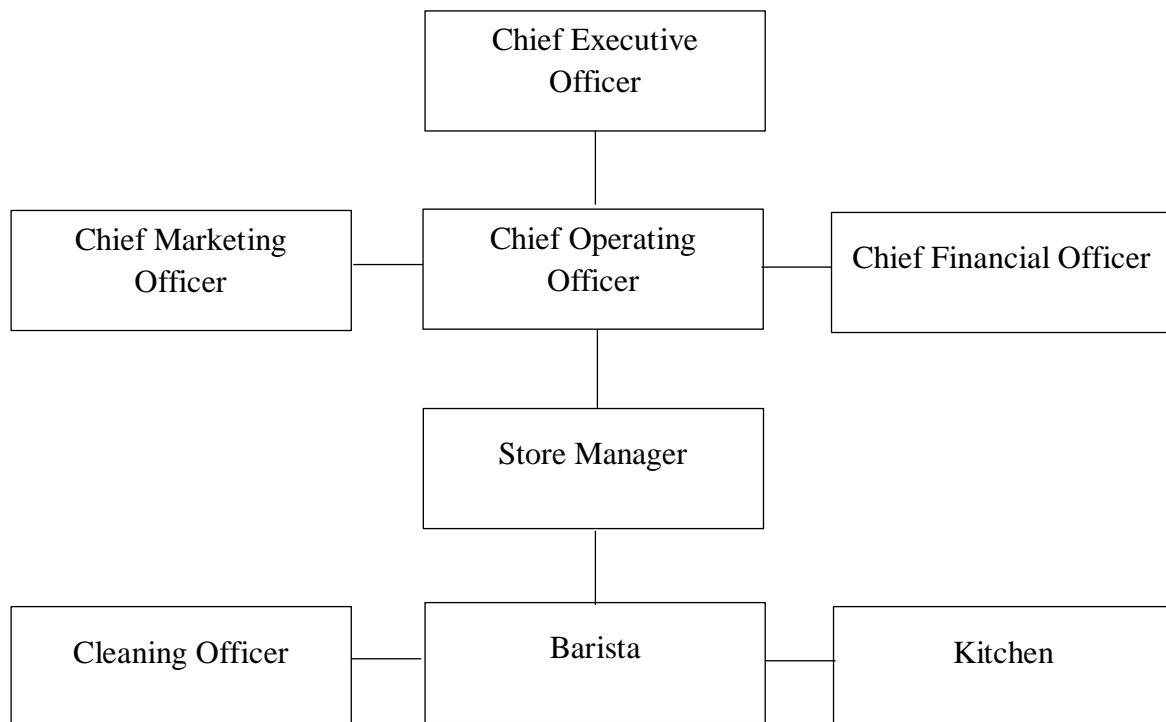 Chief Executive
Officer
Chief Marketing
Officer
Chief Operating
Officer
Chief Financial Officer
Store Manager
Cleaning Officer
Barista
Kitchen